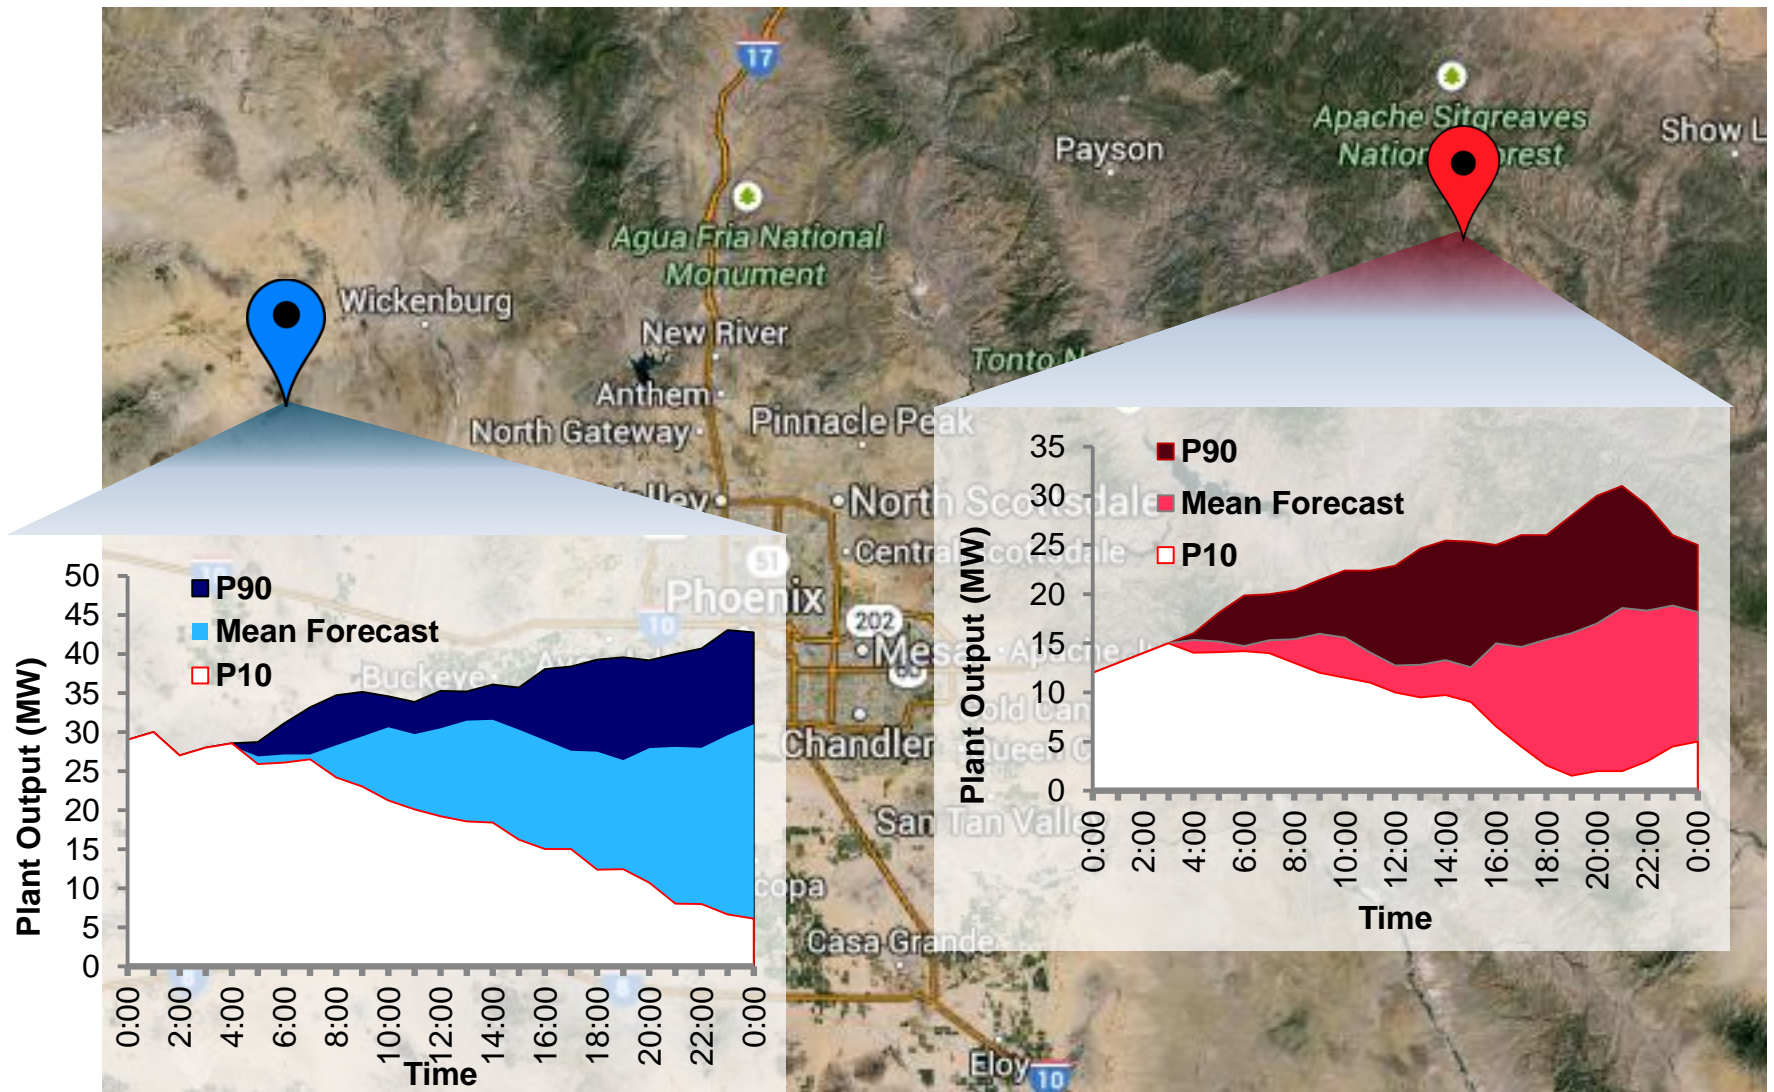 17
Apache Sitgreaves
Payson
Show L
Agua Fria National
Monument
Wickenburg
New River
Tonto N
Anthem
North Gateway
Pinnacle Peak
North Scottsdale
51
Phoenix
10
202
Mesa
Buckeye
Chandler
San Tan Valle
Casa Grande
Eloy
10
8
50
45
40
35
30
25
20
15
10
5
0
P90
Mean Forecast
P10
Plant Output (MW)
0:00
2:00
4:00
6:00
8:00
10:00
12:00
14:00
16:00
18:00
20:00
22:00
0:00
Time
35
30
25
20
15
10
5
0
P90
Mean Forecast
P10
Plant Output (MW)
0:00
2:00
4:00
6:00
8:00
10:00
12:00
14:00
16:00
18:00
20:00
22:00
0:00
Time